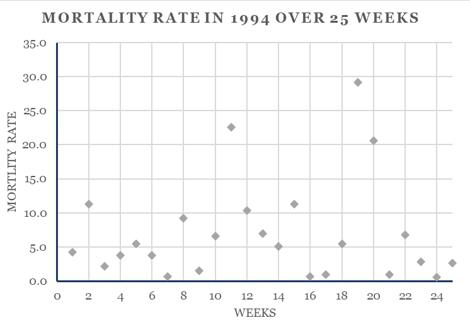 MORTALITY RATE IN 1994 OVER 25 WEEKS
35.0
30.0
25.0
20.0
15.0
10.0
5.0
0.0
MORTLITY RATE
0 2 4 6 8 10 12 14 16 18 20 22 24
WEEKS